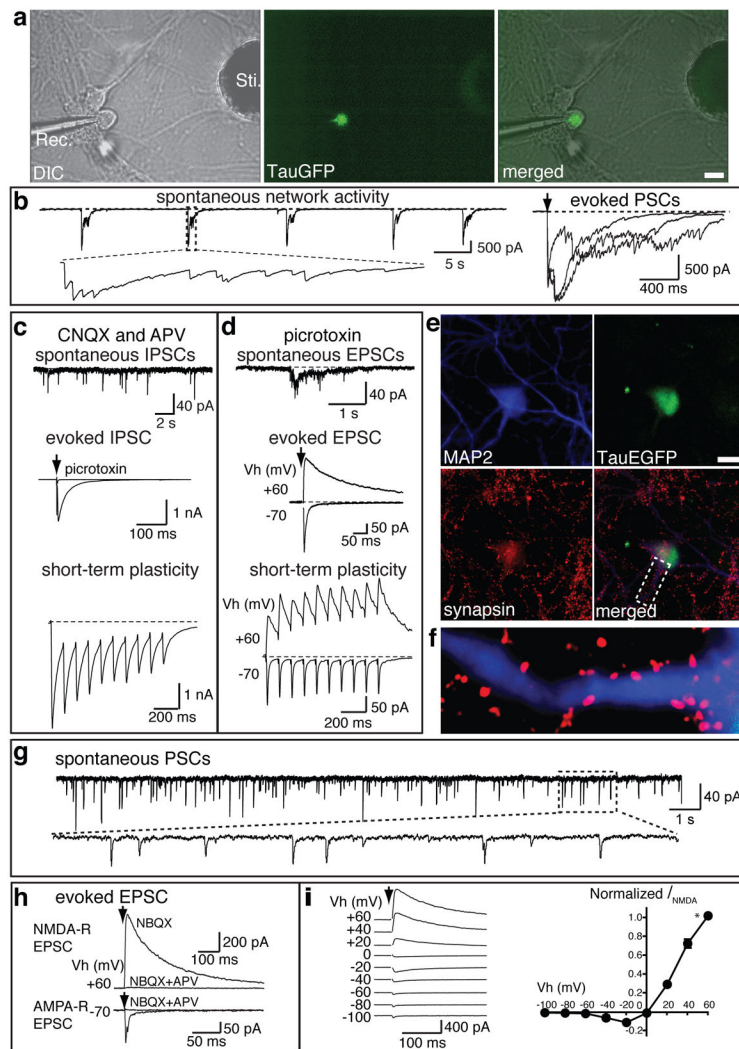 a
Sti.
Rec.
DIC
TauGFP
merged
b
spontaneous network activity
evoked PSCs
500 pA
5 s
500 pA
400 ms
c
CNQX and APV
spontaneous IPSCs
40 pA
2 s
evoked IPSC
picrotoxin
1 nA
100 ms
short-term plasticity
1 nA
200 ms
d
picrotoxin
spontaneous EPSCs
40 pA
1 s
evoked EPSC
Vh (mV)
+60
-70
50 pA
50 ms
short-term plasticity
Vh (mV)
+60
-70
50 pA
200 ms
e
MAP2
TauEGFP
synapsin
merged
f
g
spontaneous PSCs
40 pA
1 s
h
evoked EPSC
NMDA-R
EPSC
NBQX
200 pA
100 ms
Vh (mV)
+60
NBQX+APV
AMPA-R
EPSC
-70
NBQX+APV
50 pA
50 ms
i
Vh (mV)
+60
+40
+20
0
-20
-40
-60
-80
-100
400 pA
100 ms
Normalized I NMDA
*
1.0
0.8
0.6
0.4
0.2
-0.2
Vh (mV)
-100 -80 -60 -40 -20 0 0 20 40 60